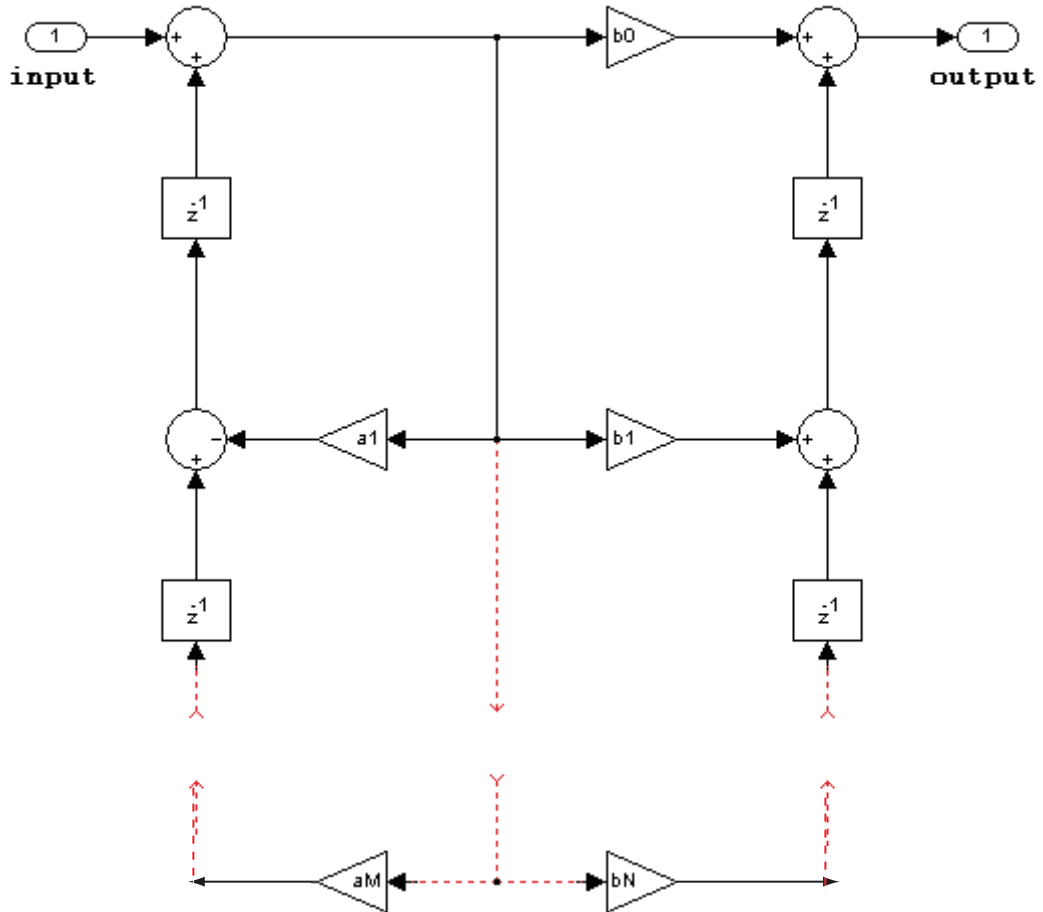 1
+
+
b0
+
+
1
input
output
z-1
z-1
-
+
a1
b1
+
+
z-1
z-1
aM
bN